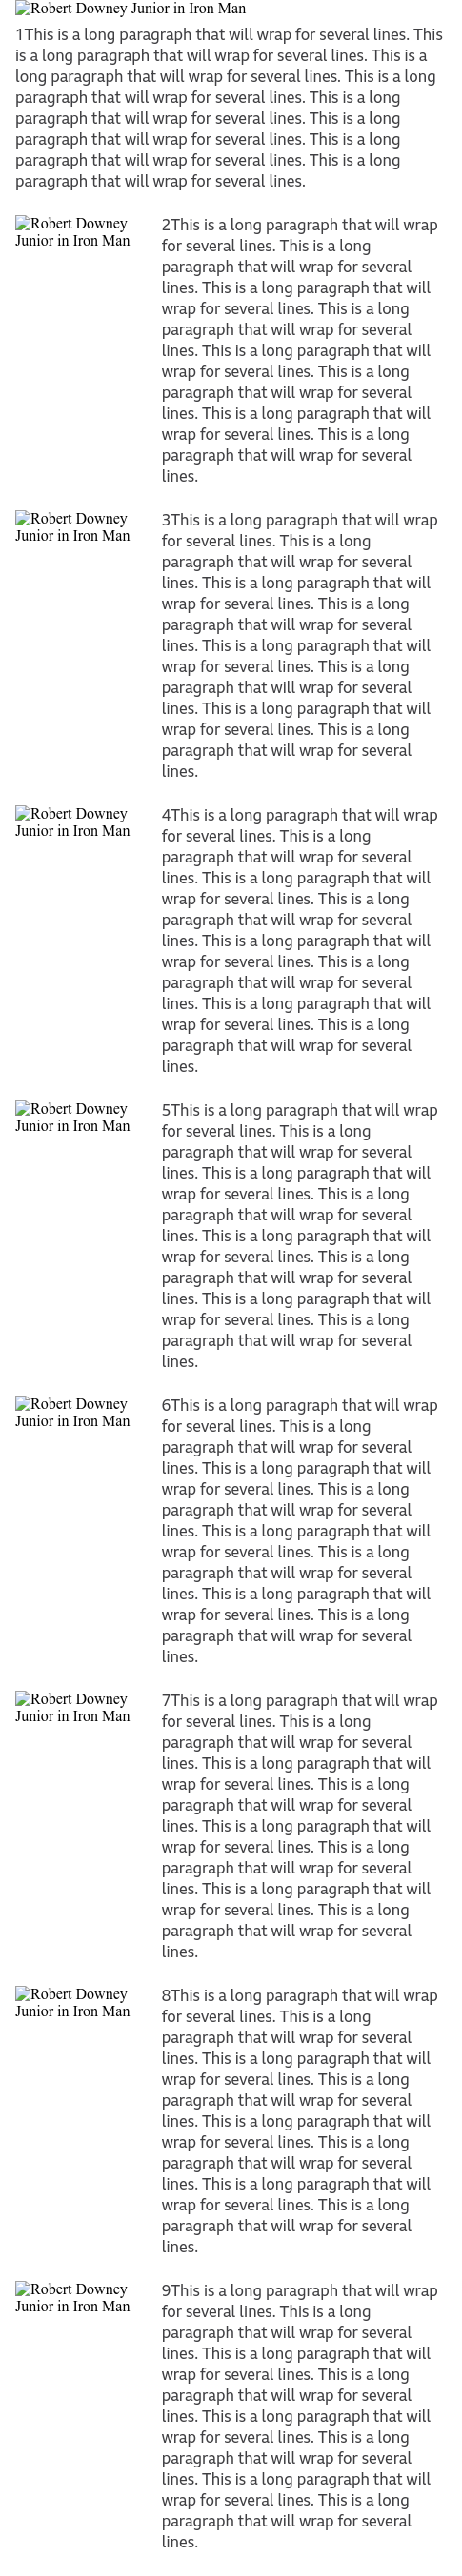 Robert Downey Junior in Iron Man
1This is a long paragraph that will wrap for several lines. This
is a long paragraph that will wrap for several lines. This is a
long paragraph that will wrap for several lines. This is a long
paragraph that will wrap for several lines. This is a long
paragraph that will wrap for several lines. This is a long
paragraph that will wrap for several lines. This is a long
paragraph that will wrap for several lines. This is a long
paragraph that will wrap for several lines.
Robert Downey
Junior in Iron Man
2This is a long paragraph that will wrap
for several lines. This is a long
paragraph that will wrap for several
lines. This is a long paragraph that will
wrap for several lines. This is a long
paragraph that will wrap for several
lines. This is a long paragraph that will
wrap for several lines. This is a long
paragraph that will wrap for several
lines. This is a long paragraph that will
wrap for several lines. This is a long
paragraph that will wrap for several
lines.
Robert Downey
Junior in Iron Man
3This is a long paragraph that will wrap
for several lines. This is a long
paragraph that will wrap for several
lines. This is a long paragraph that will
wrap for several lines. This is a long
paragraph that will wrap for several
lines. This is a long paragraph that will
wrap for several lines. This is a long
paragraph that will wrap for several
lines. This is a long paragraph that will
wrap for several lines. This is a long
paragraph that will wrap for several
lines.
Robert Downey
Junior in Iron Man
4This is a long paragraph that will wrap
for several lines. This is a long
paragraph that will wrap for several
lines. This is a long paragraph that will
wrap for several lines. This is a long
paragraph that will wrap for several
lines. This is a long paragraph that will
wrap for several lines. This is a long
paragraph that will wrap for several
lines. This is a long paragraph that will
wrap for several lines. This is a long
paragraph that will wrap for several
lines.
Robert Downey
Junior in Iron Man
5This is a long paragraph that will wrap
for several lines. This is a long
paragraph that will wrap for several
lines. This is a long paragraph that will
wrap for several lines. This is a long
paragraph that will wrap for several
lines. This is a long paragraph that will
wrap for several lines. This is a long
paragraph that will wrap for several
lines. This is a long paragraph that will
wrap for several lines. This is a long
paragraph that will wrap for several
lines.
Robert Downey
Junior in Iron Man
6This is a long paragraph that will wrap
for several lines. This is a long
paragraph that will wrap for several
lines. This is a long paragraph that will
wrap for several lines. This is a long
paragraph that will wrap for several
lines. This is a long paragraph that will
wrap for several lines. This is a long
paragraph that will wrap for several
lines. This is a long paragraph that will
wrap for several lines. This is a long
paragraph that will wrap for several
lines.
Robert Downey
Junior in Iron Man
7This is a long paragraph that will wrap
for several lines. This is a long
paragraph that will wrap for several
lines. This is a long paragraph that will
wrap for several lines. This is a long
paragraph that will wrap for several
lines. This is a long paragraph that will
wrap for several lines. This is a long
paragraph that will wrap for several
lines. This is a long paragraph that will
wrap for several lines. This is a long
paragraph that will wrap for several
lines.
Robert Downey
Junior in Iron Man
8This is a long paragraph that will wrap
for several lines. This is a long
paragraph that will wrap for several
lines. This is a long paragraph that will
wrap for several lines. This is a long
paragraph that will wrap for several
lines. This is a long paragraph that will
wrap for several lines. This is a long
paragraph that will wrap for several
lines. This is a long paragraph that will
wrap for several lines. This is a long
paragraph that will wrap for several
lines.
Robert Downey
Junior in Iron Man
9This is a long paragraph that will wrap
for several lines. This is a long
paragraph that will wrap for several
lines. This is a long paragraph that will
wrap for several lines. This is a long
paragraph that will wrap for several
lines. This is a long paragraph that will
wrap for several lines. This is a long
paragraph that will wrap for several
lines. This is a long paragraph that will
wrap for several lines. This is a long
paragraph that will wrap for several
lines.